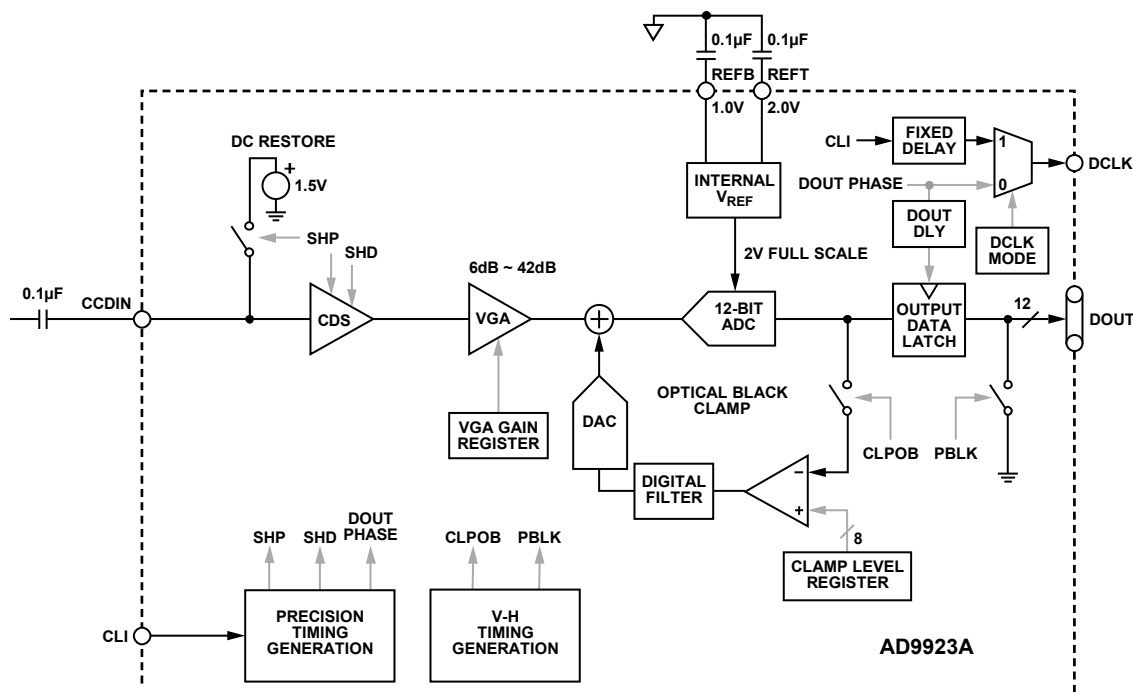 0.1µF 0.1µF
REFB REFT
1.0V 2.0V
DC RESTORE
+
1.5V
CLI
FIXED
DELAY
1
DCLK
DOUT PHASE
0
INTERNAL
VREF
DOUT
DLY
DCLK
MODE
SHP
SHD
2V FULL SCALE
6dB ~ 42dB
0.1µF
CCDIN
CDS
VGA
+
12-BIT
ADC
OUTPUT
DATA
LATCH
12
DOUT
OPTICAL BLACK
CLAMP
VGA GAIN
REGISTER
DAC
CLPOB
PBLK
DIGITAL
FILTER
–
+
8
CLAMP LEVEL
REGISTER
SHP
SHD
DOUT
PHASE
CLPOB
PBLK
CLI
PRECISION
TIMING
GENERATION
V-H
TIMING
GENERATION
AD9923A